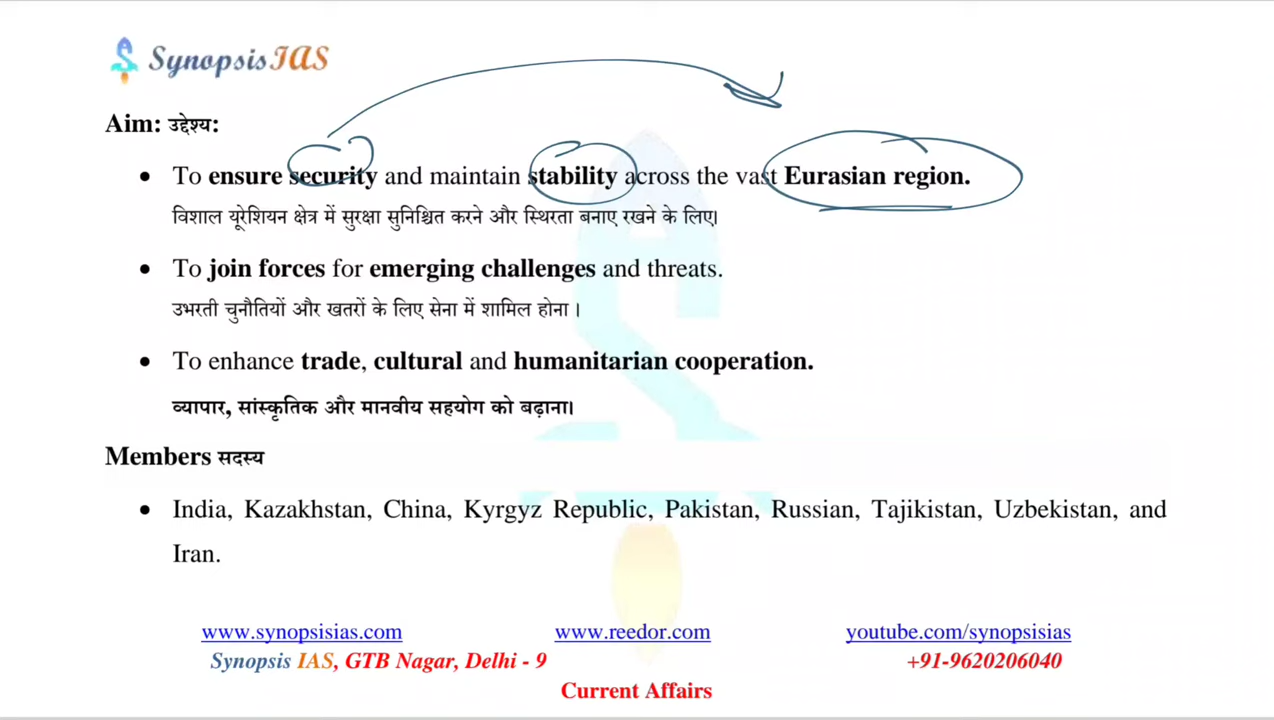 Synopsis IAS
Aim: उद्देश्य:
• To ensure security and maintain stability across the vast Eurasian region.
विशाल यूरेशियन क्षेत्र में सुरक्षा सुनिश्चित करने और स्थिरता बनाए रखने के लिए।
• To join forces for emerging challenges and threats.
उभरती चुनौतियों और खतरों के लिए सेना में शामिल होना ।
• To enhance trade, cultural and humanitarian cooperation.
व्यापार, सांस्कृतिक और मानवीय सहयोग को बढ़ाना।
Members सदस्य
• India, Kazakhstan, China, Kyrgyz Republic, Pakistan, Russian, Tajikistan, Uzbekistan, and
Iran.
www.synopsisias.com www.reedor.com youtube.com/synopsisias
Synopsis IAS, GTB Nagar, Delhi - 9 +91-9620206040
Current Affairs